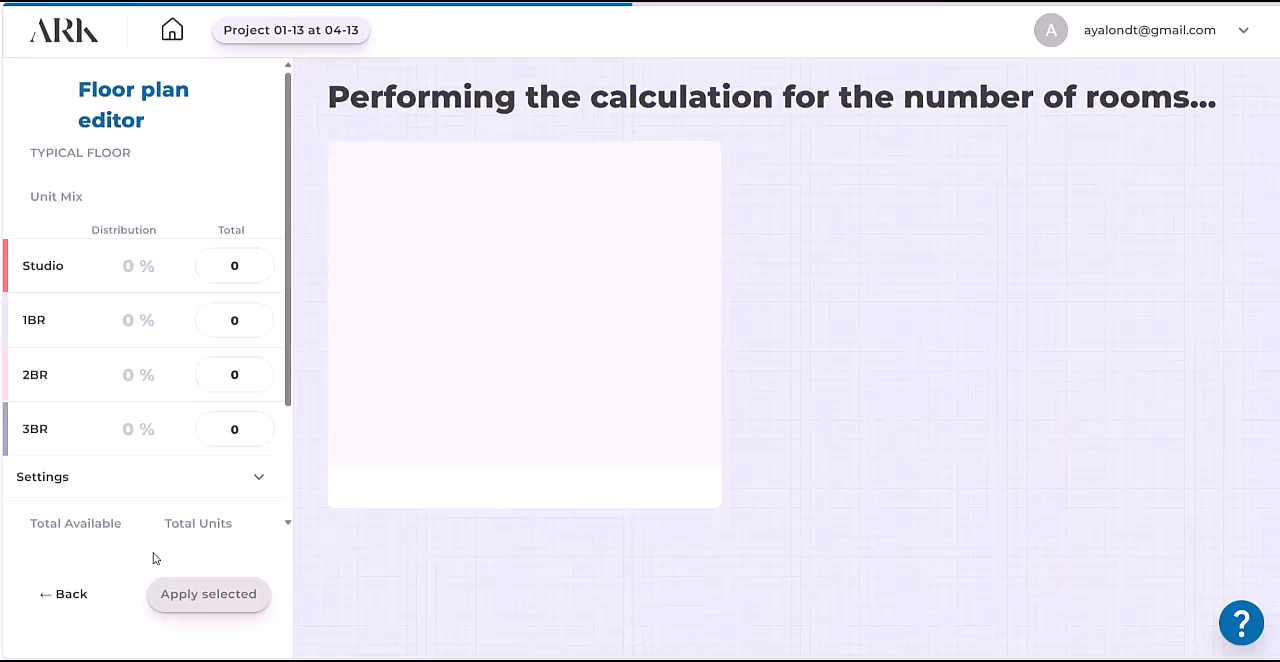 ARK
Project 01-13 at 04-13
A
ayalondt@gmail.com
Floor plan
editor
TYPICAL FLOOR
Unit Mix
Distribution Total
Studio 0 % 0
1BR 0 % 0
2BR 0 % 0
3BR 0 % 0
Settings
Total Available Total Units
← Back
Apply selected
Performing the calculation for the number of rooms...
?